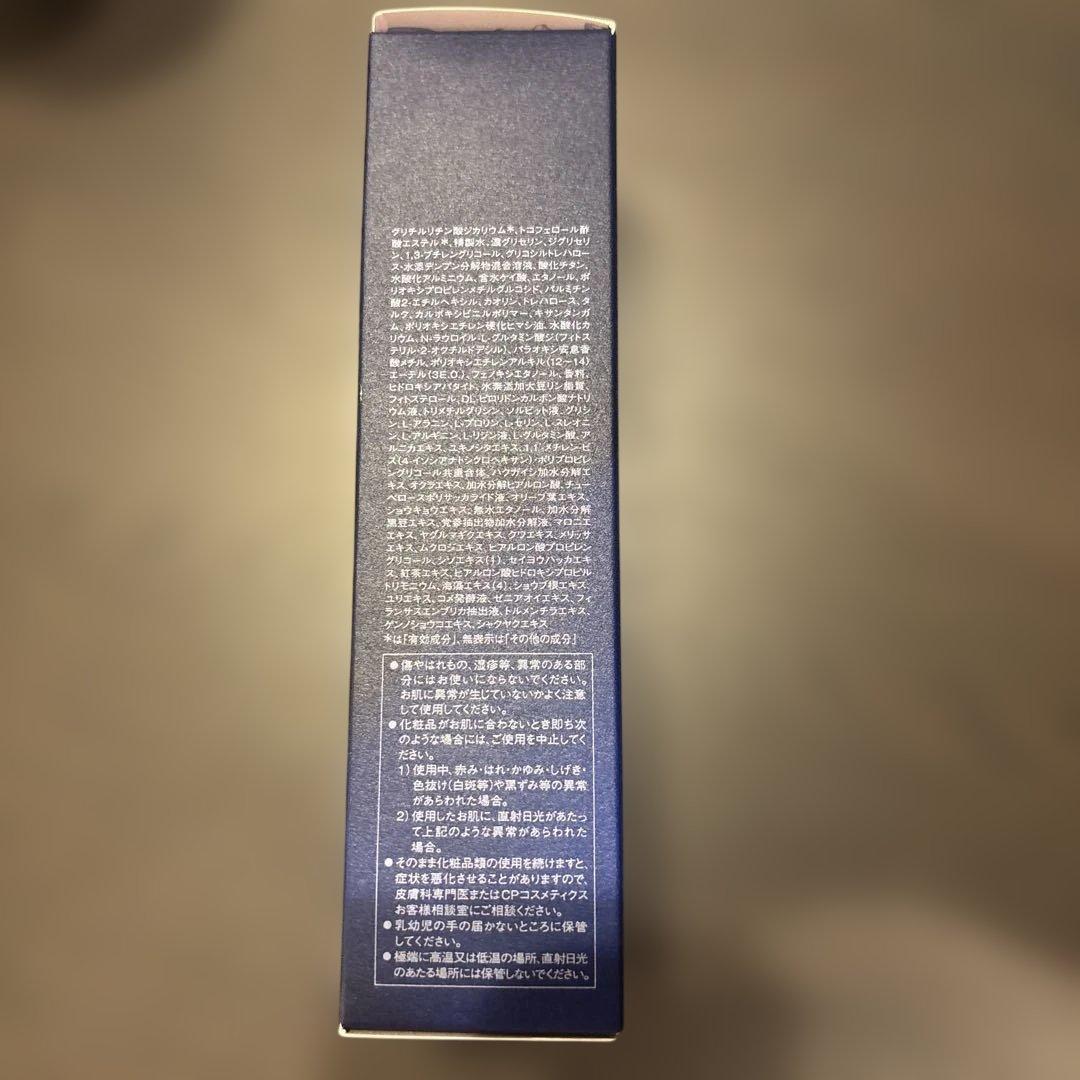 グリチルリチン酸ジカリウム*、トコフェロール酢
酸エステル*、精製水、濃グリセリン、ジグリセリ
ン、1,3-ブチレングリコール、グリコシルトレハロー
ス・水添デンプン分解物混合溶液、酸化チタン、
水酸化アルミニウム、含水ケイ酸、エタノール、ポ
リオキシプロピレンメチルグルコシド、パルミチン
酸2-エチルヘキシル、カオリン、トレハロース、タ
ルク、カルボキシビニルポリマー、キサンタンガ
ム、ポリオキシエチレン硬化ヒマシ油、水酸化カ
リウム、N-ラウロイル-L-グルタミン酸ジ(フィトス
テリル・2-オクチルドデシル)、パラオキシ安息香
酸メチル、ポリオキシエチレンアルキル(12〜14)
エーテル(3E.O.)、フェノキシエタノール、香料、
ヒドロキシアパタイト、水素添加大豆リン脂質、
フィトステロール、DL-ピロリドンカルボン酸ナトリ
ウム液、トリメチルグリシン、ソルビット液、グリシ
ン、L-アラニン、L-プロリン、L-セリン、L-スレオニ
ン、L-アルギニン、L-リジン液、L-グルタミン酸、ア
ルニカエキス、ユキノシタエキス、1,1'-メチレン-ビ
ス(4-イソシアナトシクロヘキサン)・ポリプロピレ
ングリコール共重合体、ハクガイシ加水分解エ
キス、オクラエキス、加水分解ヒアルロン酸、チュー
ベロースポリサッカライド液、オリーブ葉エキス、
ショウキョウエキス、無水エタノール、加水分解
黒豆エキス、党参抽出物加水分解液、マロニエ
エキス、ヤグルマギクエキス、クワエキス、メリッサ
エキス、ムクロジエキス、ヒアルロン酸プロピレン
グリコール、シソエキス(1)、セイヨウハッカエキ
ス、紅茶エキス、ヒアルロン酸ヒドロキシプロピル
トリモニウム、海藻エキス(4)、ショウブ根エキス、
ユリエキス、コメ発酵液、ゼニアオイエキス、フィ
ランサスエンブリカ抽出液、トルメンチラエキス、
ゲンノショウコエキス、シャクヤクエキス
*は「有効成分」、無表示は「その他の成分」
●傷やはれもの、湿疹等、異常のある部
分にはお使いにならないでください。
お肌に異常が生じていないかよく注意
して使用してください。
●化粧品がお肌に合わないとき即ち次
のような場合には、ご使用を中止してく
ださい。
1)使用中、赤み・はれ・かゆみ・しげき・
色抜け(白斑等)や黒ずみ等の異常
があらわれた場合。
2)使用したお肌に、直射日光があたっ
て上記のような異常があらわれた
場合。
●そのまま化粧品類の使用を続けますと、
症状を悪化させることがありますので、
皮膚科専門医またはCPコスメティクス
お客様相談室にご相談ください。
●乳幼児の手の届かないところに保管
してください。
●極端に高温又は低温の場所、直射日光
のあたる場所には保管しないでください。